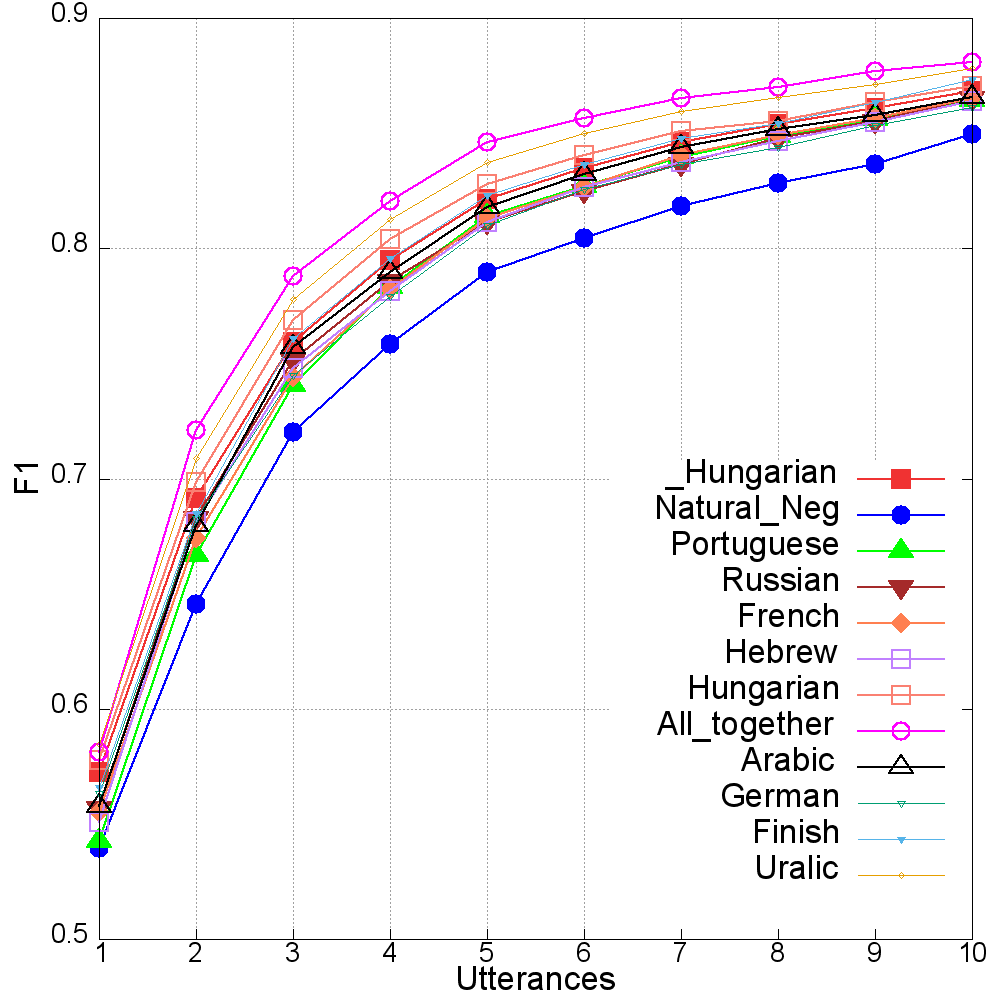 0.9
0.8
0.7
0.6
0.5
F1
1 2 3 4 5 6 7 8 9 10
Utterances
_Hungarian
Natural_Neg
Portuguese
Russian
French
Hebrew
Hungarian
All_together
Arabic
German
Finish
Uralic